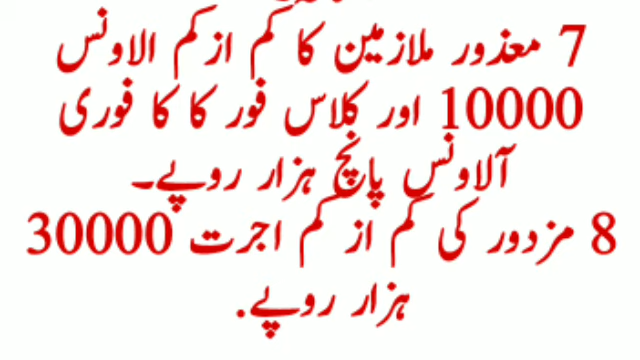 7 معذور ملازمین کا کم ازکم الاونس
10000 اور کلاس فور کا کا فوری
آلاونس پانچ ہزار روپے۔
8 مزدور کی کم از کم اجرت 30000
ہزار روپے.